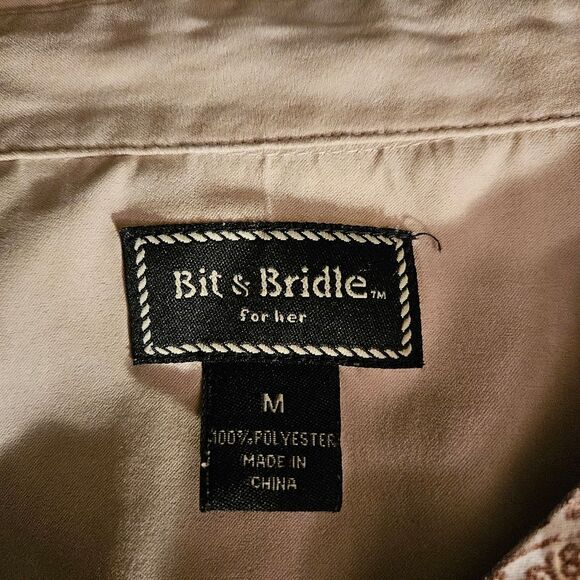 Bit & Bridle™
for her
M
100% POLYESTER
MADE IN
CHINA